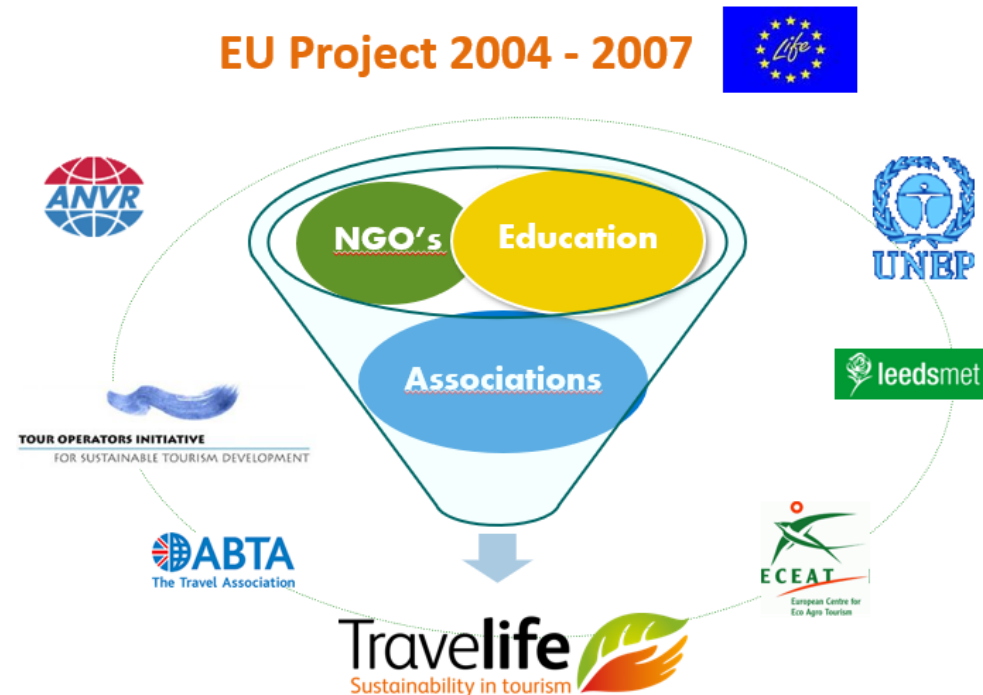 EU Project 2004 - 2007
Life
ANVR
NGO's
Education
UNEP
Associations
leedsmet
TOUR OPERATORS INITIATIVE
FOR SUSTAINABLE TOURISM DEVELOPMENT
ABTA
The Travel Association
ECEAT
European Centre for
Eco Agro Tourism
Travelife
Sustainability in tourism